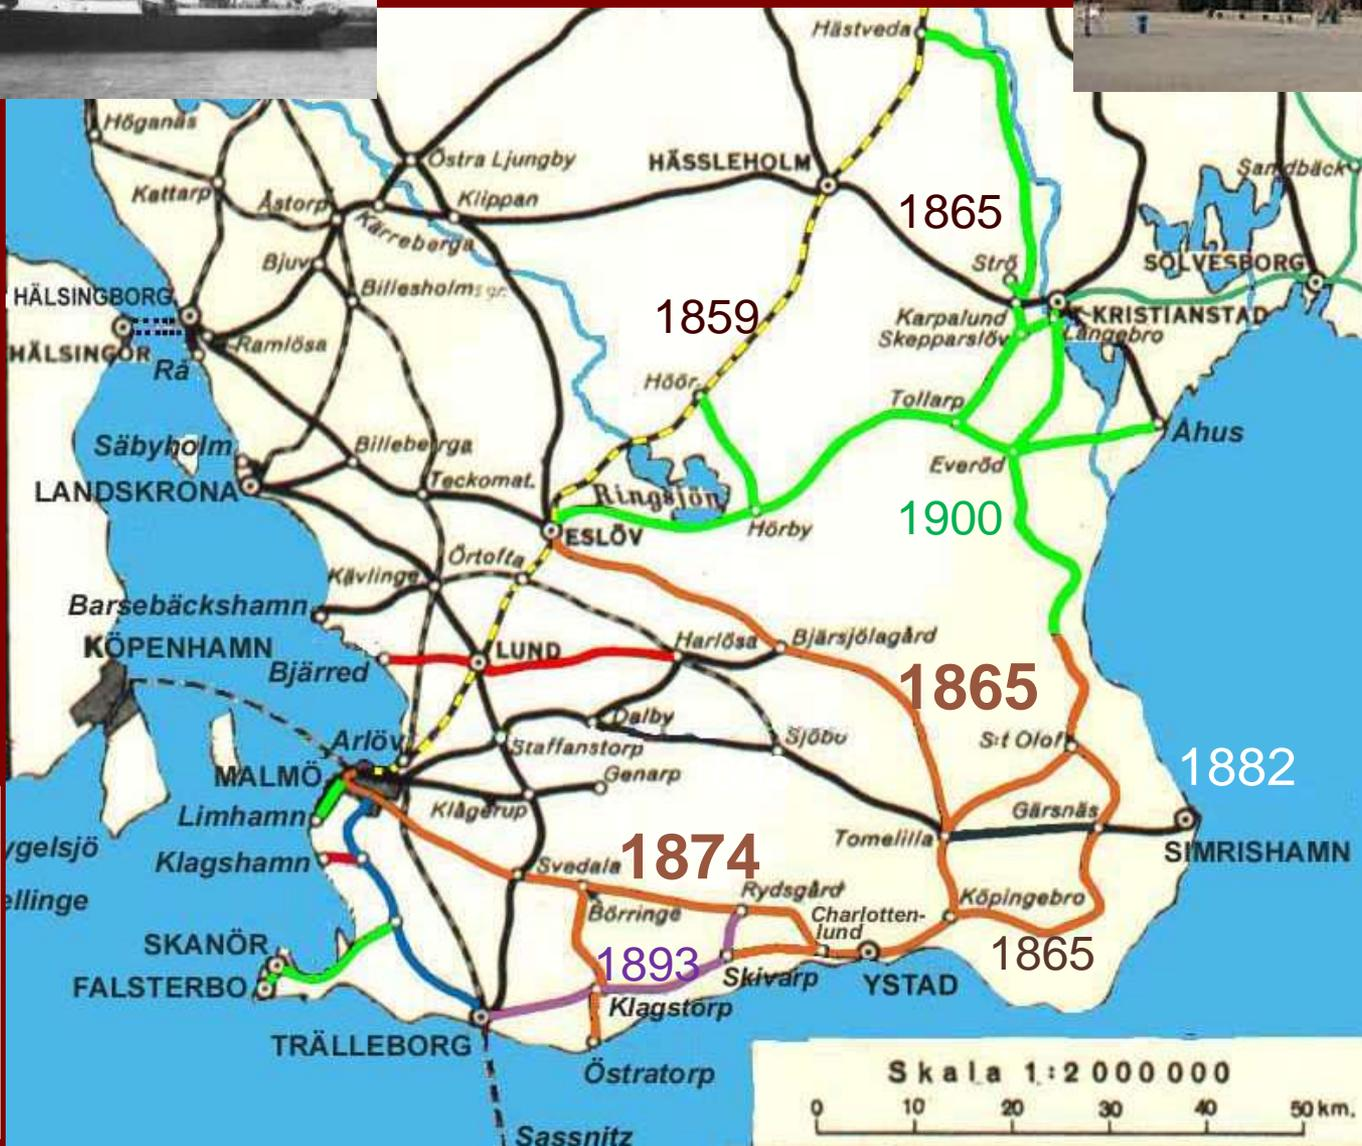 Hästveda
Höganäs
Östra Ljungby
HÄSSLEHOLM
Sandbäck
Kattarp
Åstorp
Klippan
1865
Kärreberga
Bjuv
Strö
SÖLVESBORG
HÄLSINGBORG
Billesholms gr.
1859
Karpalund
KRISTIANSTAD
HÄLSINGÖR
Ramlösa
Skepparslöv
Långebro
Rå
Höör
Tollarp
Säbyholm
Billeberga
Åhus
Everöd
LANDSKRONA
Teckomat.
Ringsjön
1900
ESLÖV
Hörby
Örtofta
Kävlinge
Barsebäckshamn
KÖPENHAMN
LUND
Harlösa
Bjärsjölagård
Bjärred
1865
Dalby
Arlöv
Staffanstorp
Sjöbo
S:t Olof
1882
MALMÖ
Genarp
Limhamn
Klågerup
Gärsnäs
Tomelilla
ygelsjö
Klagshamn
Svedala
1874
SIMRISHAMN
ellinge
Rydsgård
Köpingebro
Börringe
Charlotten-
lund
SKANÖR
1893
1865
FALSTERBO
Skivarp
YSTAD
Klagstorp
TRÄLLEBORG
Östratorp
Skala 1:2 000 000
0 10 20 30 40 50 km.
Sassnitz